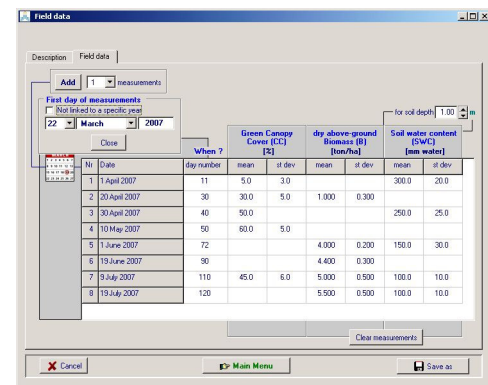 Field data
Description
Field data
Add 1 measurements
First day of measurements
Not linked to a specific year
22 March 2007
Close
for soil depth 1.00 m
When ?
Green Canopy Cover (CC) [%]
dry above-ground Biomass (B) [ton/ha]
Soil water content (SWC) [mm water]
Nr Date day number mean st dev mean st dev mean st dev
1 1 April 2007 11 5.0 3.0 300.0 20.0
2 20 April 2007 30 30.0 5.0 1.000 0.300
3 30 April 2007 40 50.0 250.0 25.0
4 10 May 2007 50 60.0 5.0
5 1 June 2007 72 4.000 0.200 150.0 30.0
6 19 June 2007 90 4.400 0.300
7 9 July 2007 110 45.0 6.0 5.000 0.500 100.0 10.0
8 19 July 2007 120 5.500 0.500 100.0 10.0
Clear measurements
Cancel
Main Menu
Save as